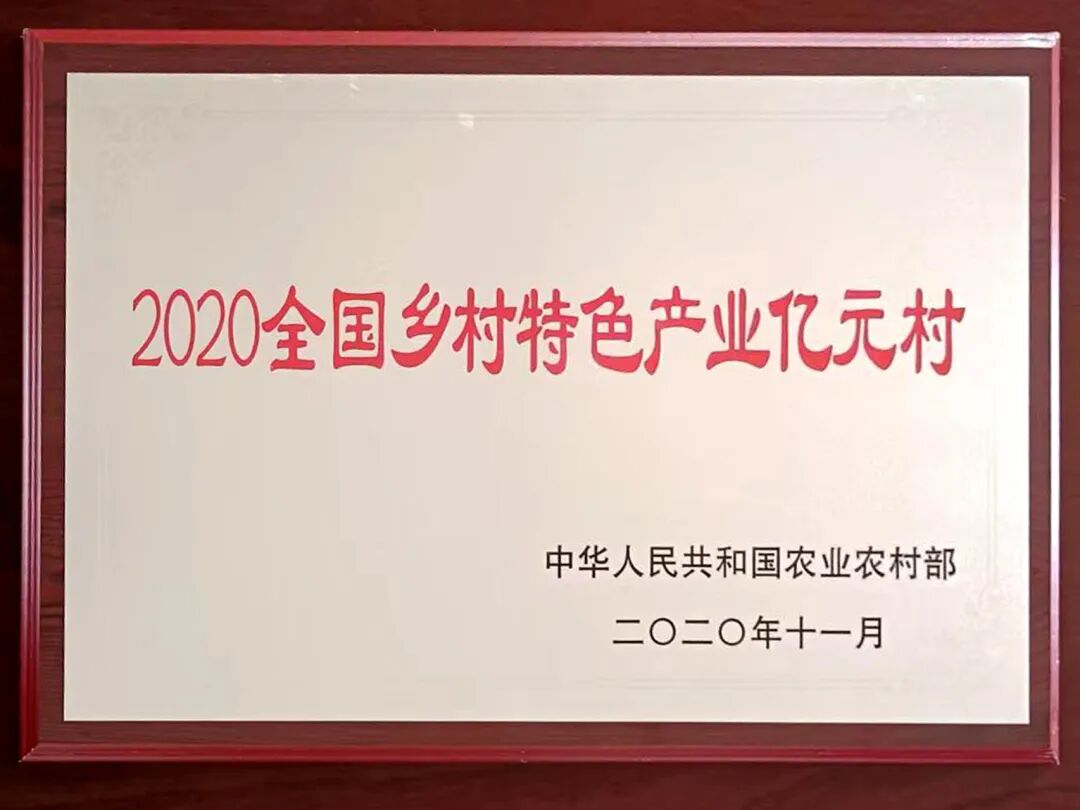 2020全国乡村特色产业亿元村
中华人民共和国农业农村部
二〇二〇年十一月